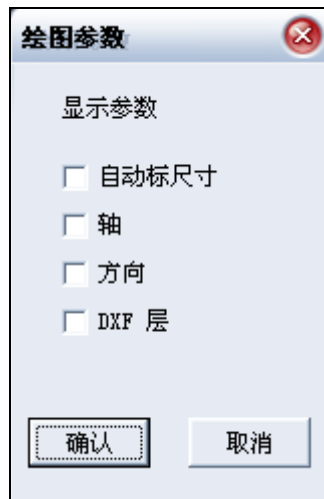 绘图参数
显示参数
自动标尺寸
轴
方向
DXF 层
确认 取消